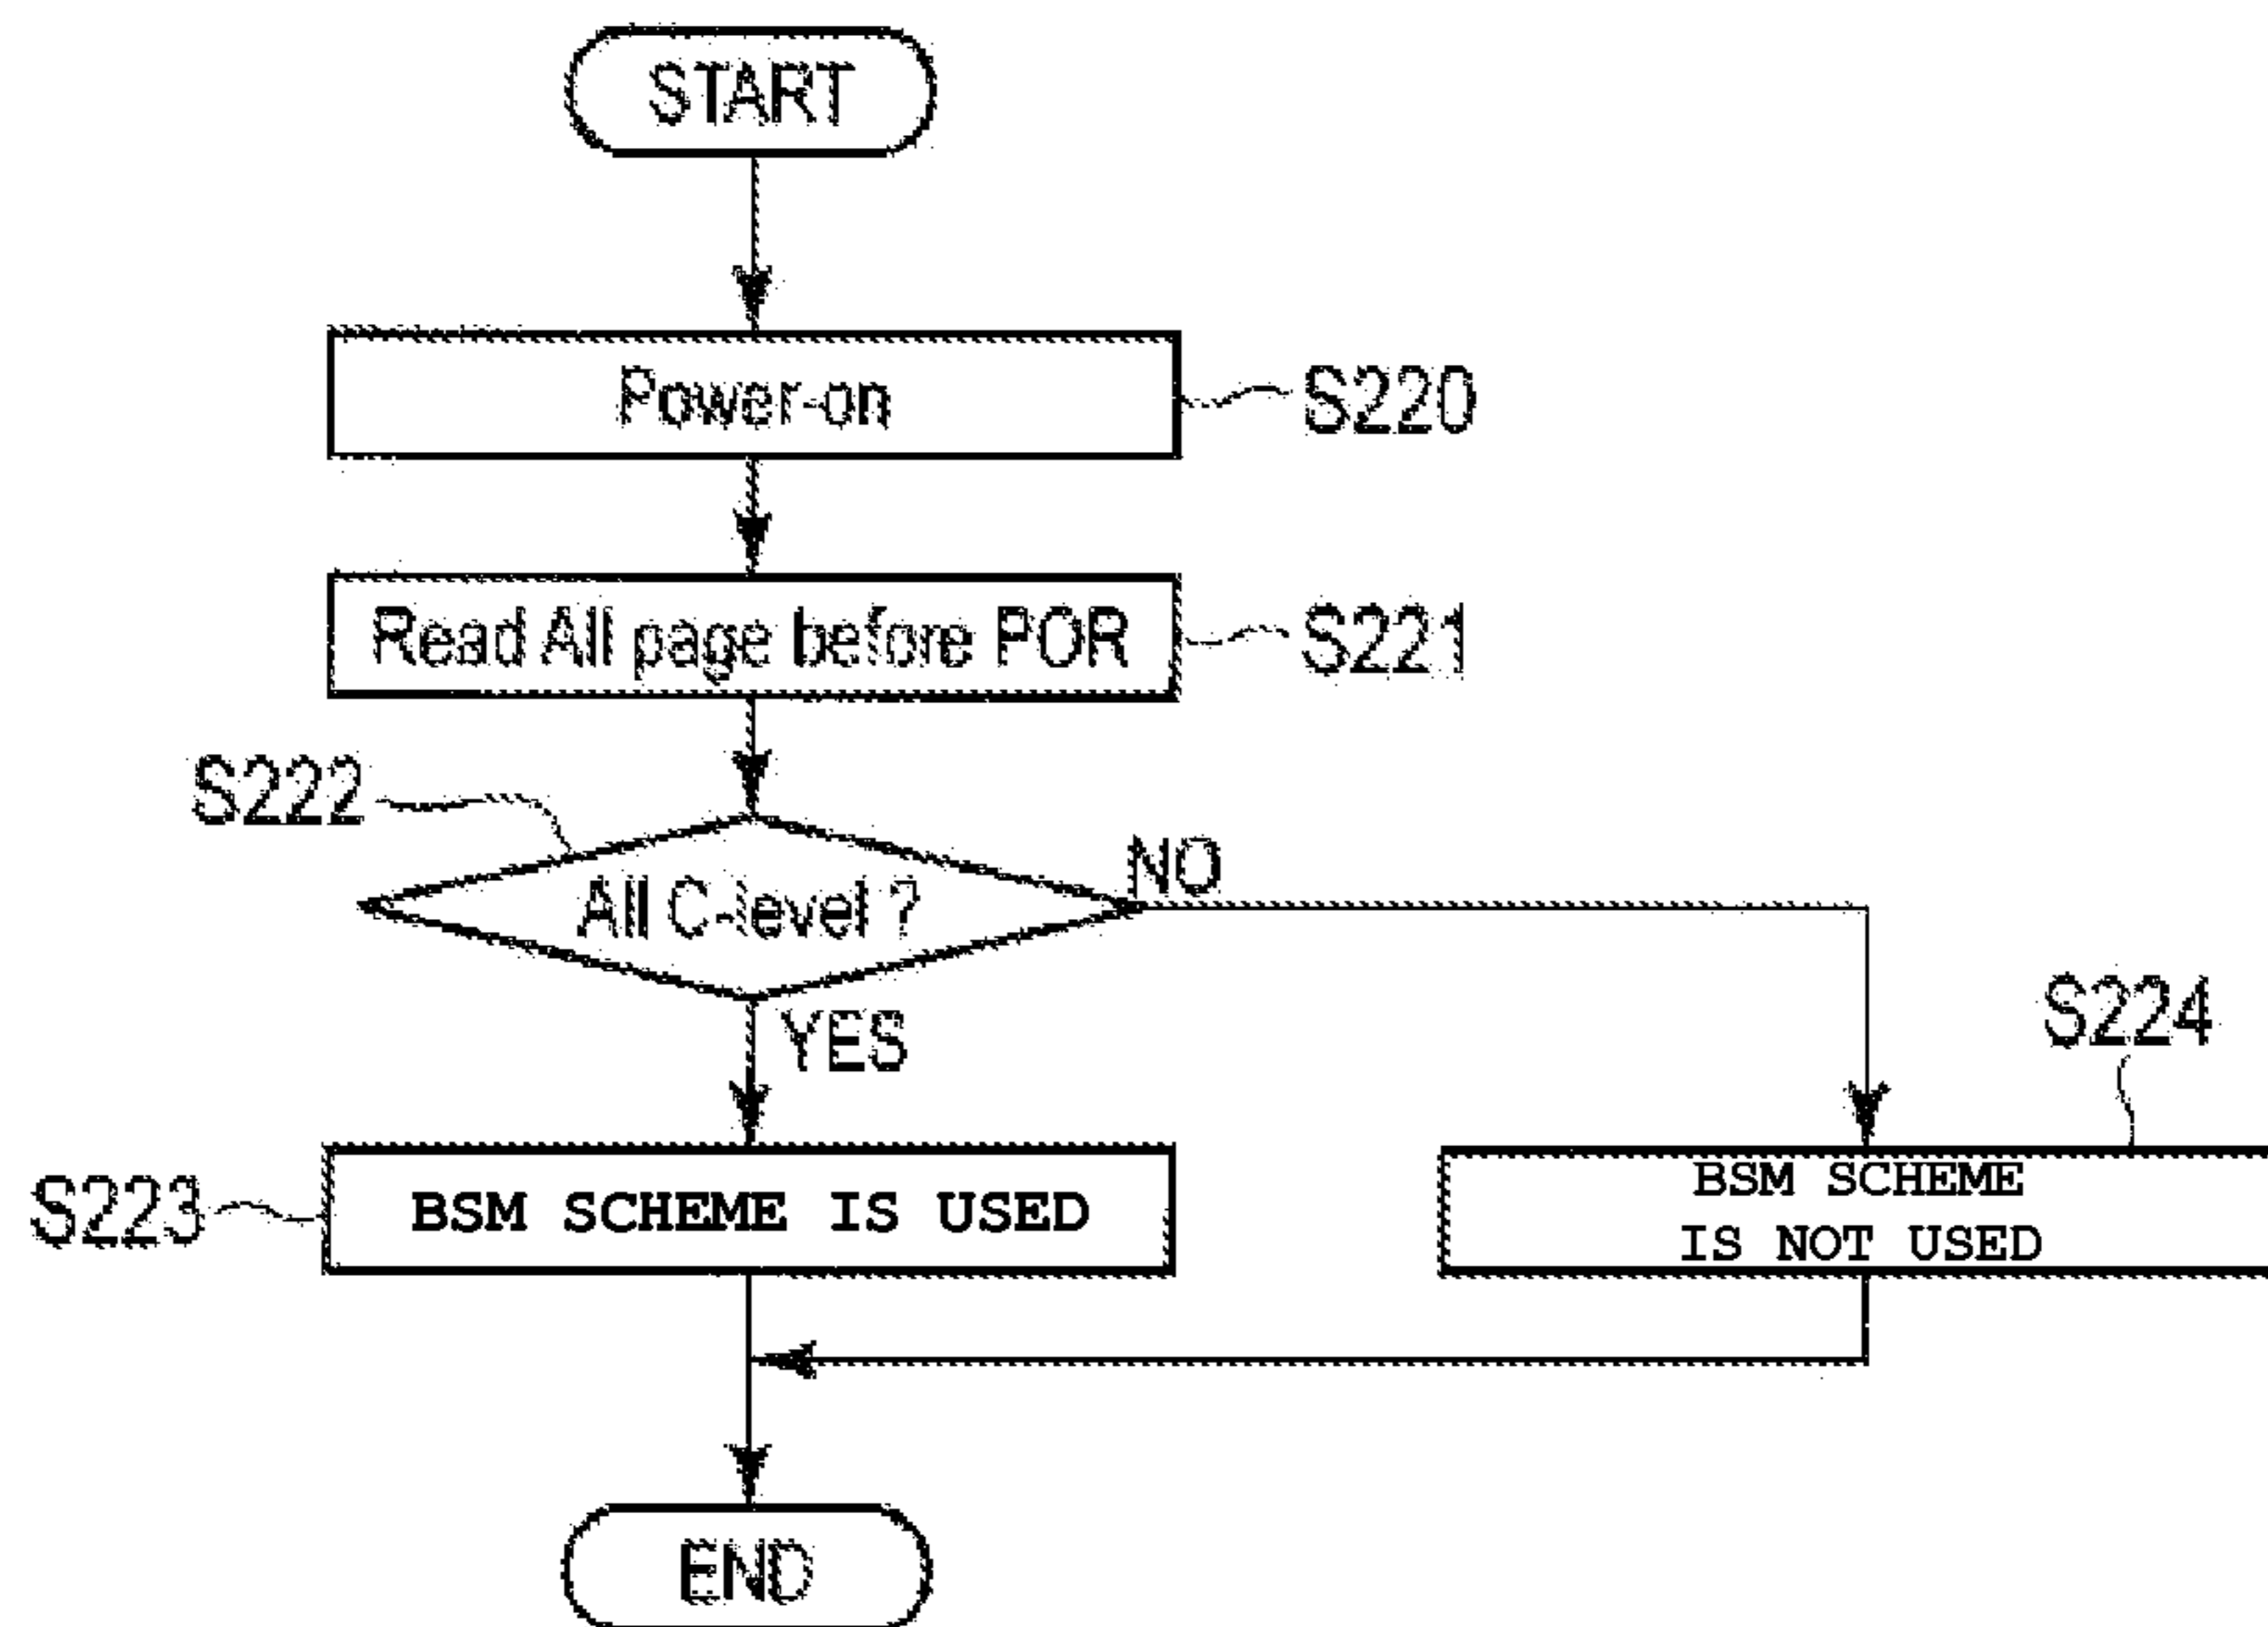 START
Power-on
S220
Read All page before POR
S221
S222
All C-level ?
NO
YES
S224
S223
BSM SCHEME IS USED
BSM SCHEME
IS NOT USED
END